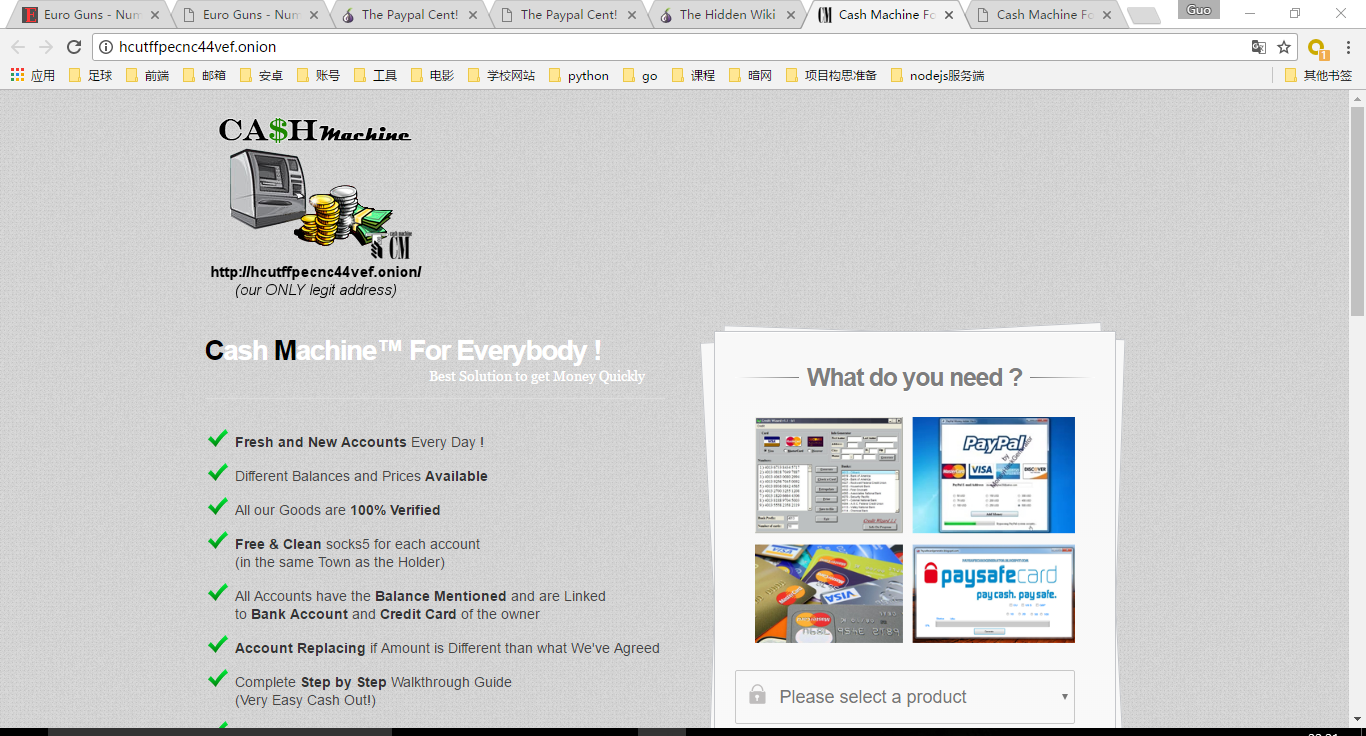 Euro Guns - Num
Euro Guns - Num
The Paypal Cent!
The Paypal Cent!
The Hidden Wiki
Cash Machine Fo
Cash Machine Fo
Guo
hcutffpecnc44vef.onion
1
应用
足球
前端
邮箱
安卓
账号
工具
电影
学校网站
python
go
课程
暗网
项目构思准备
nodejs服务端
其他书签
CA$H Machine
cash machine
CM
http://hcutffpecnc44vef.onion/
(our ONLY legit address)
Cash Machine™ For Everybody !
Best Solution to get Money Quickly
Fresh and New Accounts Every Day !
Different Balances and Prices Available
All our Goods are 100% Verified
Free & Clean socks5 for each account
(in the same Town as the Holder)
All Accounts have the Balance Mentioned and are Linked
to Bank Account and Credit Card of the owner
Account Replacing if Amount is Different than what We've Agreed
Complete Step by Step Walkthrough Guide
(Very Easy Cash Out!)
What do you need ?
PayPal
MasterCard
VISA
DISCOVER
VISA
MasterCard
paysafecard
pay cash. pay safe.
Please select a product